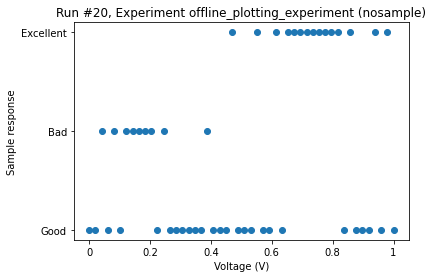 Run #20, Experiment offline_plotting_experiment (nosample)
Excellent
Bad
Good
Sample response
0
0.2
0.4
0.6
0.8
1
Voltage (V)